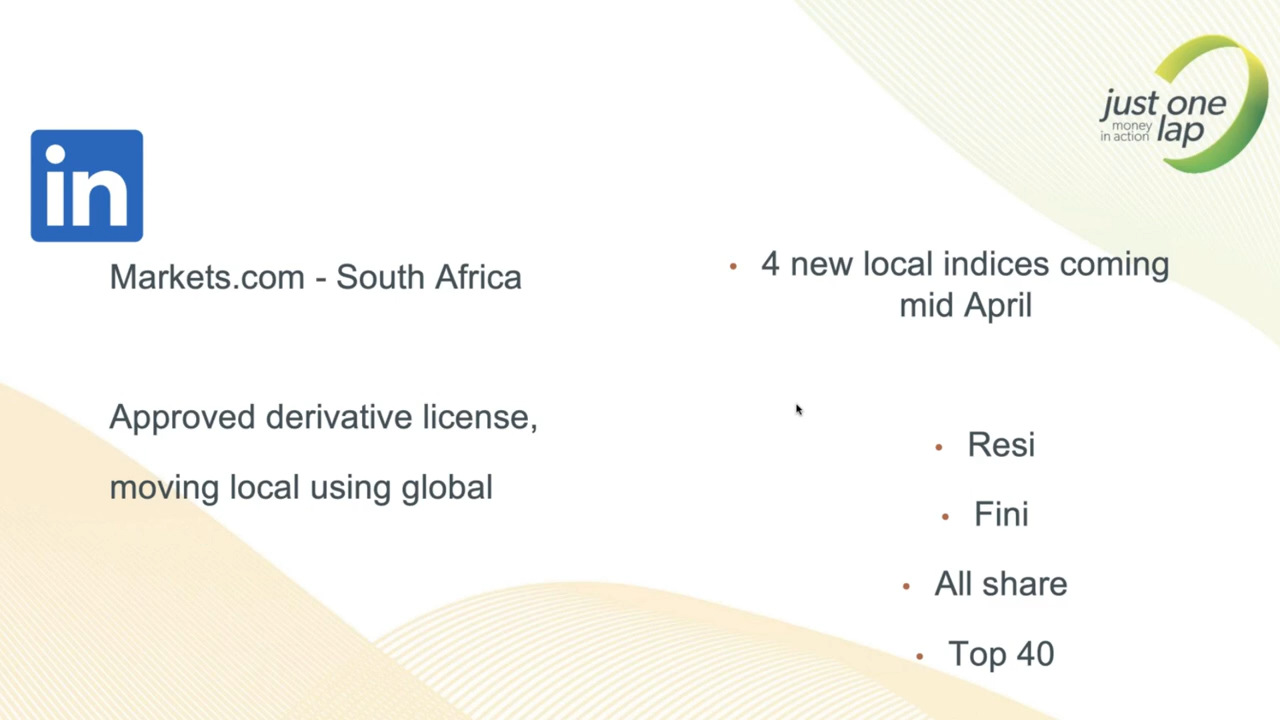 just one
money
in action lap
in
Markets.com - South Africa
Approved derivative license,
moving local using global
• 4 new local indices coming
mid April
• Resi
• Fini
• All share
• Top 40